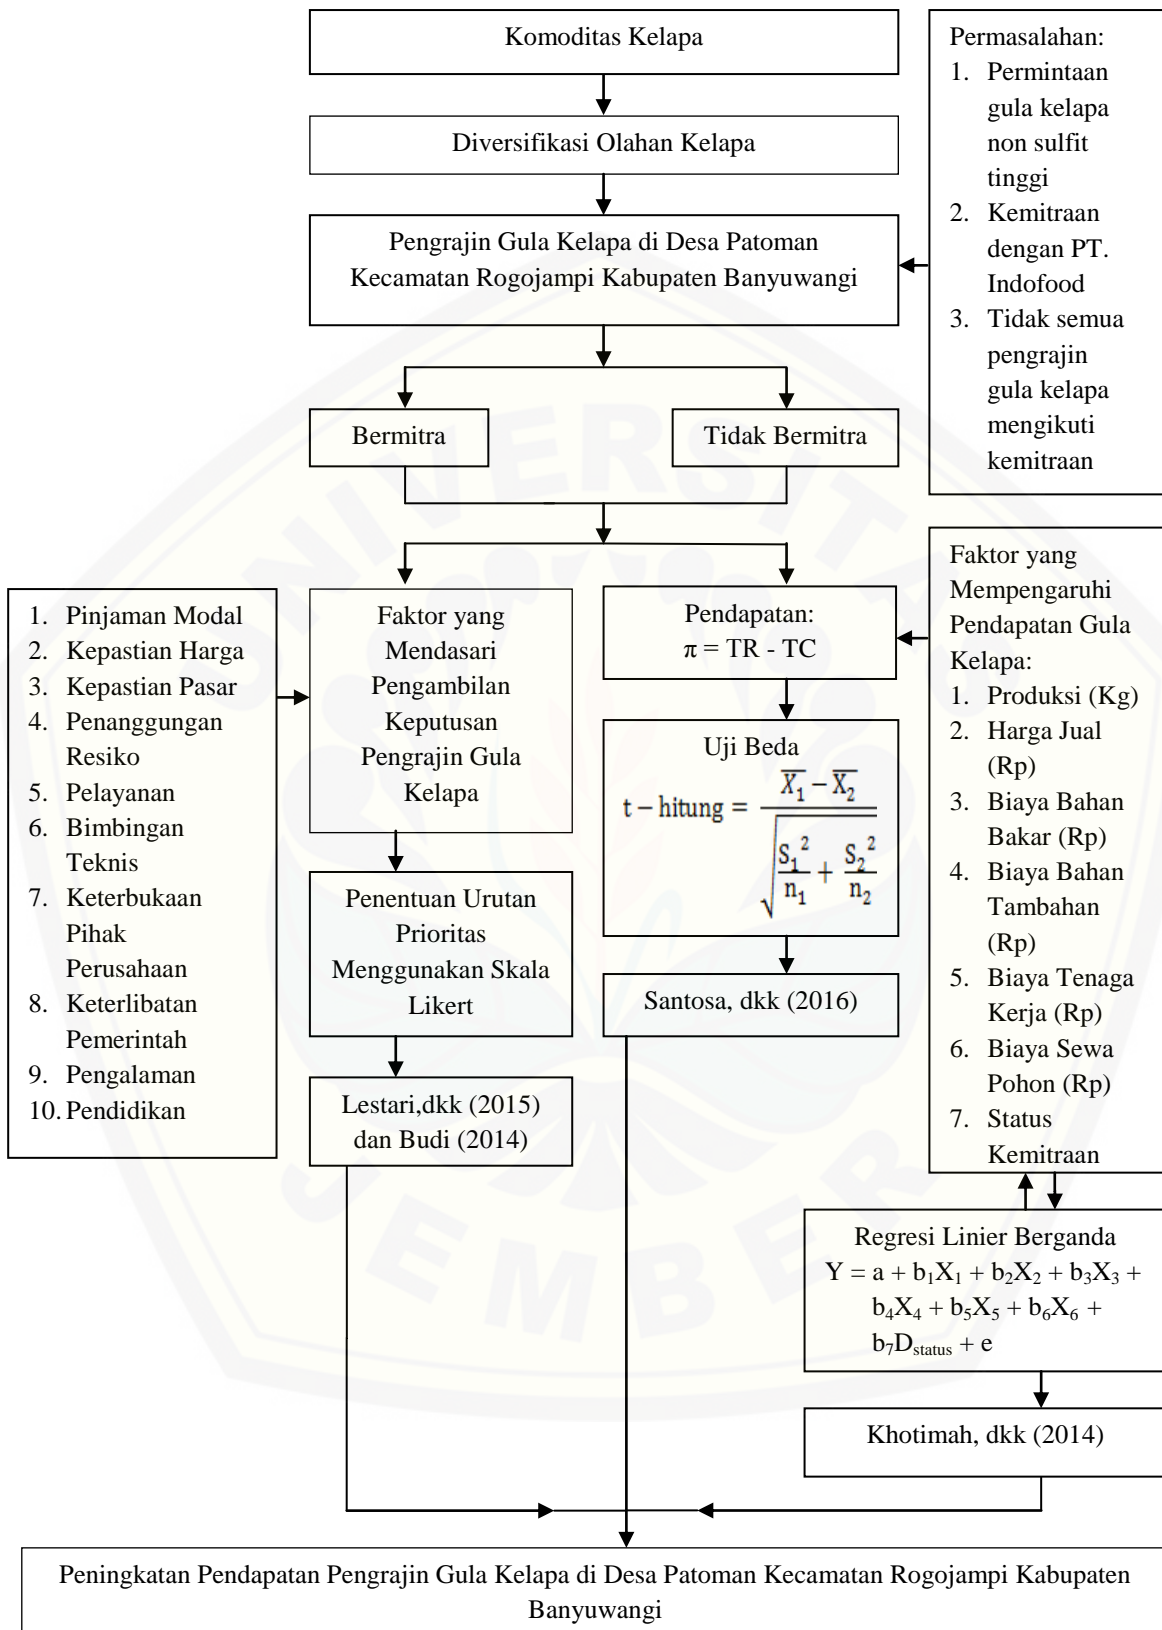 Komoditas Kelapa
Diversifikasi Olahan Kelapa
Pengrajin Gula Kelapa di Desa Patoman
Kecamatan Rogojampi Kabupaten Banyuwangi
Permasalahan:
1. Permintaan
gula kelapa
non sulfit
tinggi
2. Kemitraan
dengan PT.
Indofood
3. Tidak semua
pengrajin
gula kelapa
mengikuti
kemitraan
Bermitra
Tidak Bermitra
1. Pinjaman Modal
2. Kepastian Harga
3. Kepastian Pasar
4. Penanggungan
Resiko
5. Pelayanan
6. Bimbingan
Teknis
7. Keterbukaan
Pihak
Perusahaan
8. Keterlibatan
Pemerintah
9. Pengalaman
10. Pendidikan
Faktor yang
Mendasari
Pengambilan
Keputusan
Pengrajin Gula
Kelapa
Penentuan Urutan
Prioritas
Menggunakan Skala
Likert
Lestari,dkk (2015)
dan Budi (2014)
Pendapatan:
π = TR - TC
Uji Beda
t − hitung = (X̅₁ − X̅₂) / √(S₁²/n₁ + S₂²/n₂)
Santosa, dkk (2016)
Faktor yang
Mempengaruhi
Pendapatan Gula
Kelapa:
1. Produksi (Kg)
2. Harga Jual
(Rp)
3. Biaya Bahan
Bakar (Rp)
4. Biaya Bahan
Tambahan
(Rp)
5. Biaya Tenaga
Kerja (Rp)
6. Biaya Sewa
Pohon (Rp)
7. Status
Kemitraan
Regresi Linier Berganda
Y = a + b₁X₁ + b₂X₂ + b₃X₃ +
b₄X₄ + b₅X₅ + b₆X₆ +
b₇D_status + e
Khotimah, dkk (2014)
Peningkatan Pendapatan Pengrajin Gula Kelapa di Desa Patoman Kecamatan Rogojampi Kabupaten
Banyuwangi
UNIVERSITAS
JEMBER